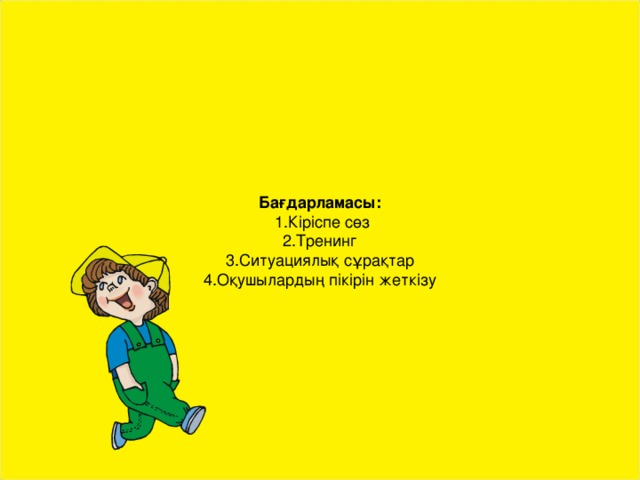 Бағдарламасы:
1.Кіріспе сөз
2.Тренинг
3.Ситуациялық сұрақтар
4.Оқушылардың пікірін жеткізу